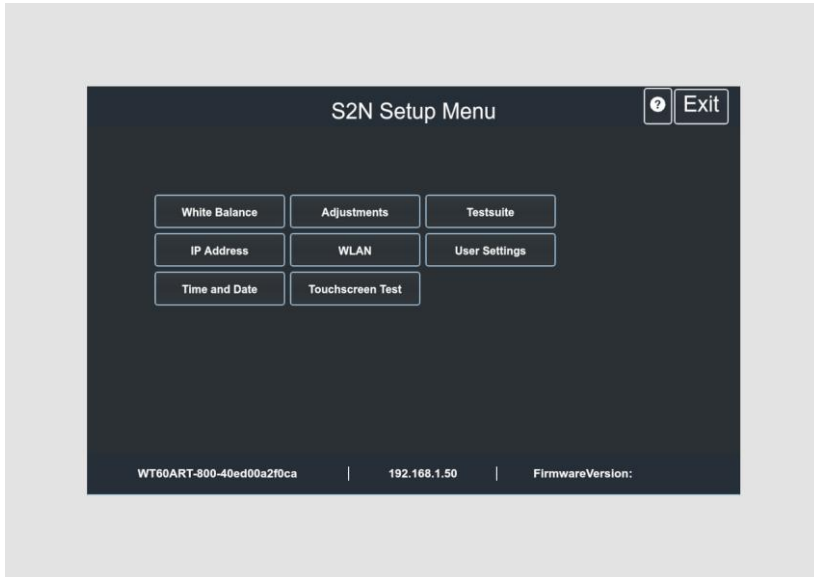 S2N Setup Menu
? Exit
White Balance Adjustments Testsuite
IP Address WLAN User Settings
Time and Date Touchscreen Test
WT60ART-800-40ed00a2f0ca | 192.168.1.50 | FirmwareVersion: